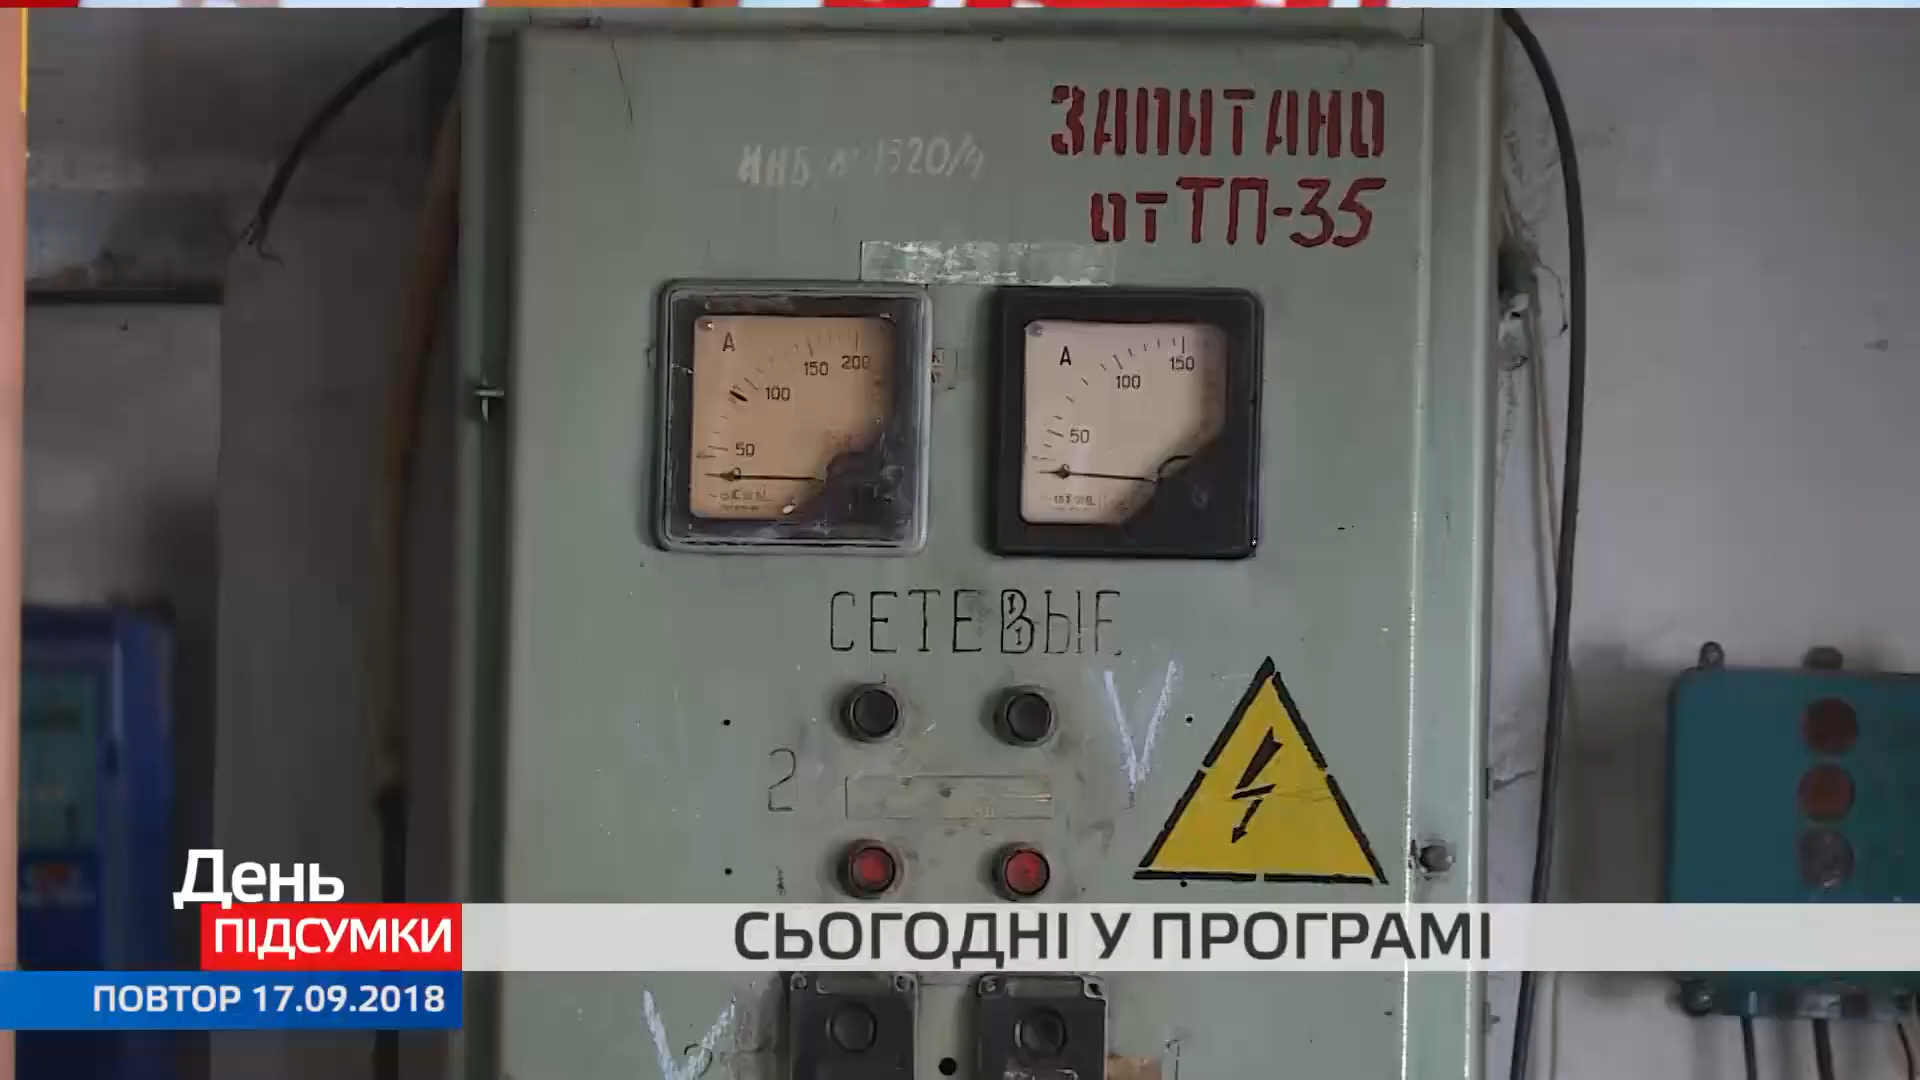 ЗАПИТАНО
от ТП-35
ИНВ. № 1320/4
А
50
100
150
200
А
50
100
150
СЕТЕВЫЕ
2
День
ПІДСУМКИ
СЬОГОДНІ У ПРОГРАМІ
ПОВТОР 17.09.2018